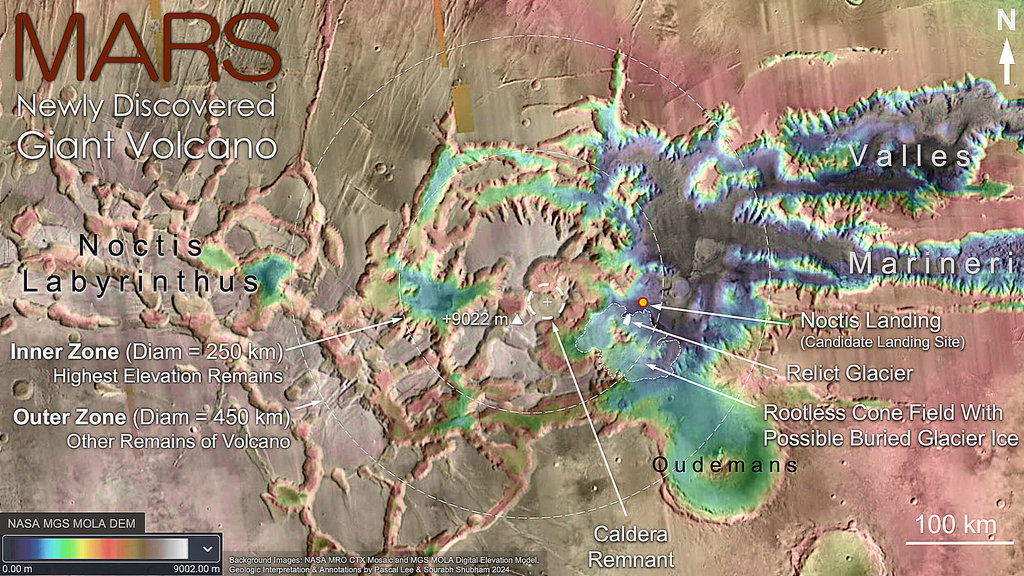 MARS
Newly Discovered
Giant Volcano
N
Valles
Noctis
Labyrinthus
Marineri
+9022 m
Noctis Landing
(Candidate Landing Site)
Inner Zone (Diam = 250 km)
Highest Elevation Remains
Relict Glacier
Outer Zone (Diam = 450 km)
Other Remains of Volcano
Rootless Cone Field With
Possible Buried Glacier Ice
Oudemans
Caldera
Remnant
100 km
NASA MGS MOLA DEM
0.00 m
9002.00 m
Background Images: NASA MRO CTX Mosaic and MGS MOLA Digital Elevation Model.
Geologic Interpretation & Annotations by Pascal Lee & Sourabh Shubham 2024